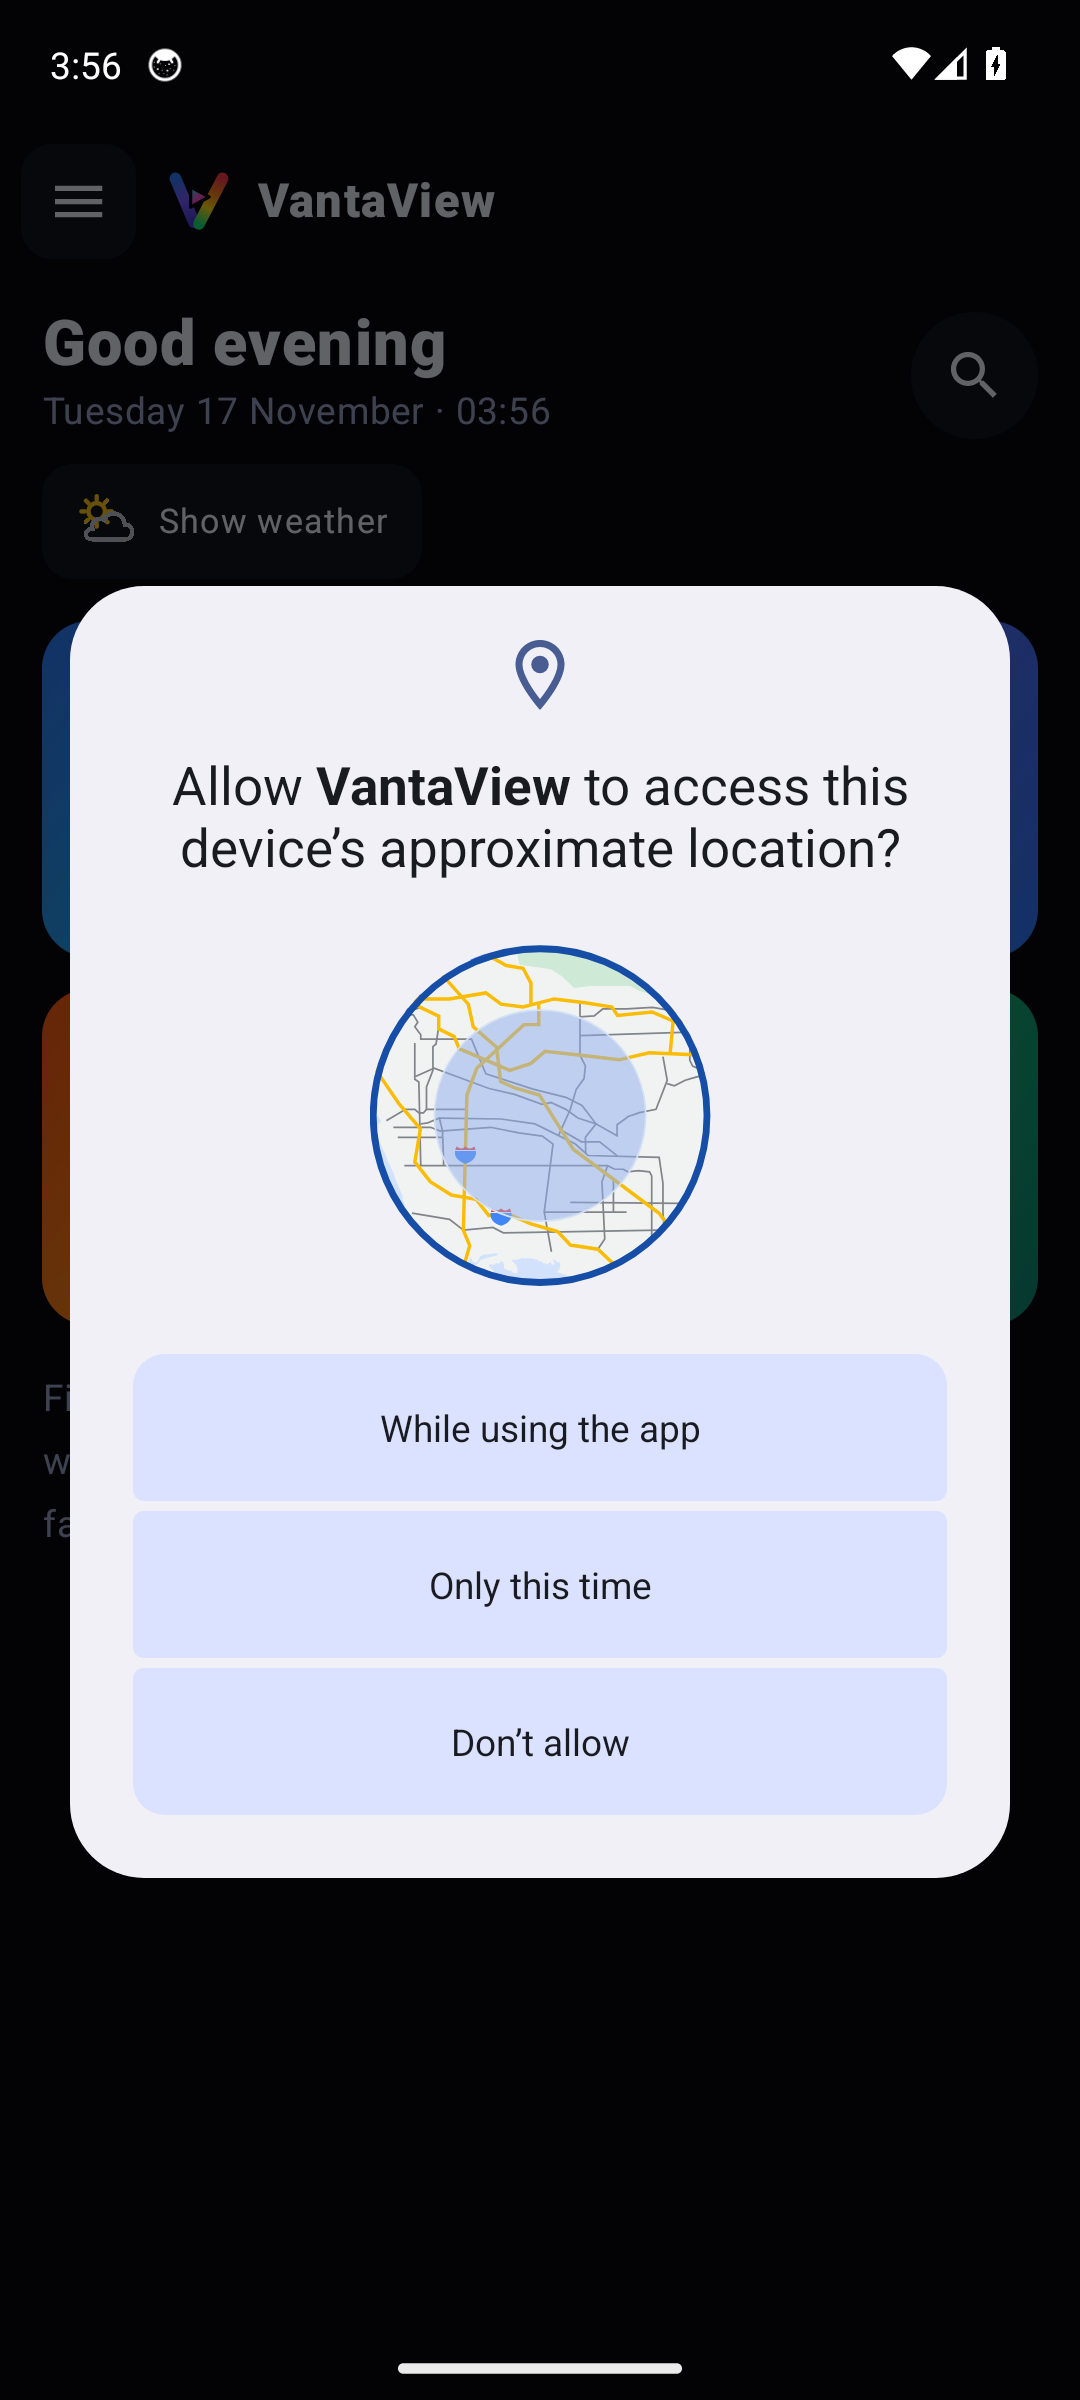 3:56
VantaView
Good evening
Tuesday 17 November · 03:56
Show weather
Allow VantaView to access this
device’s approximate location?
While using the app
Only this time
Don’t allow